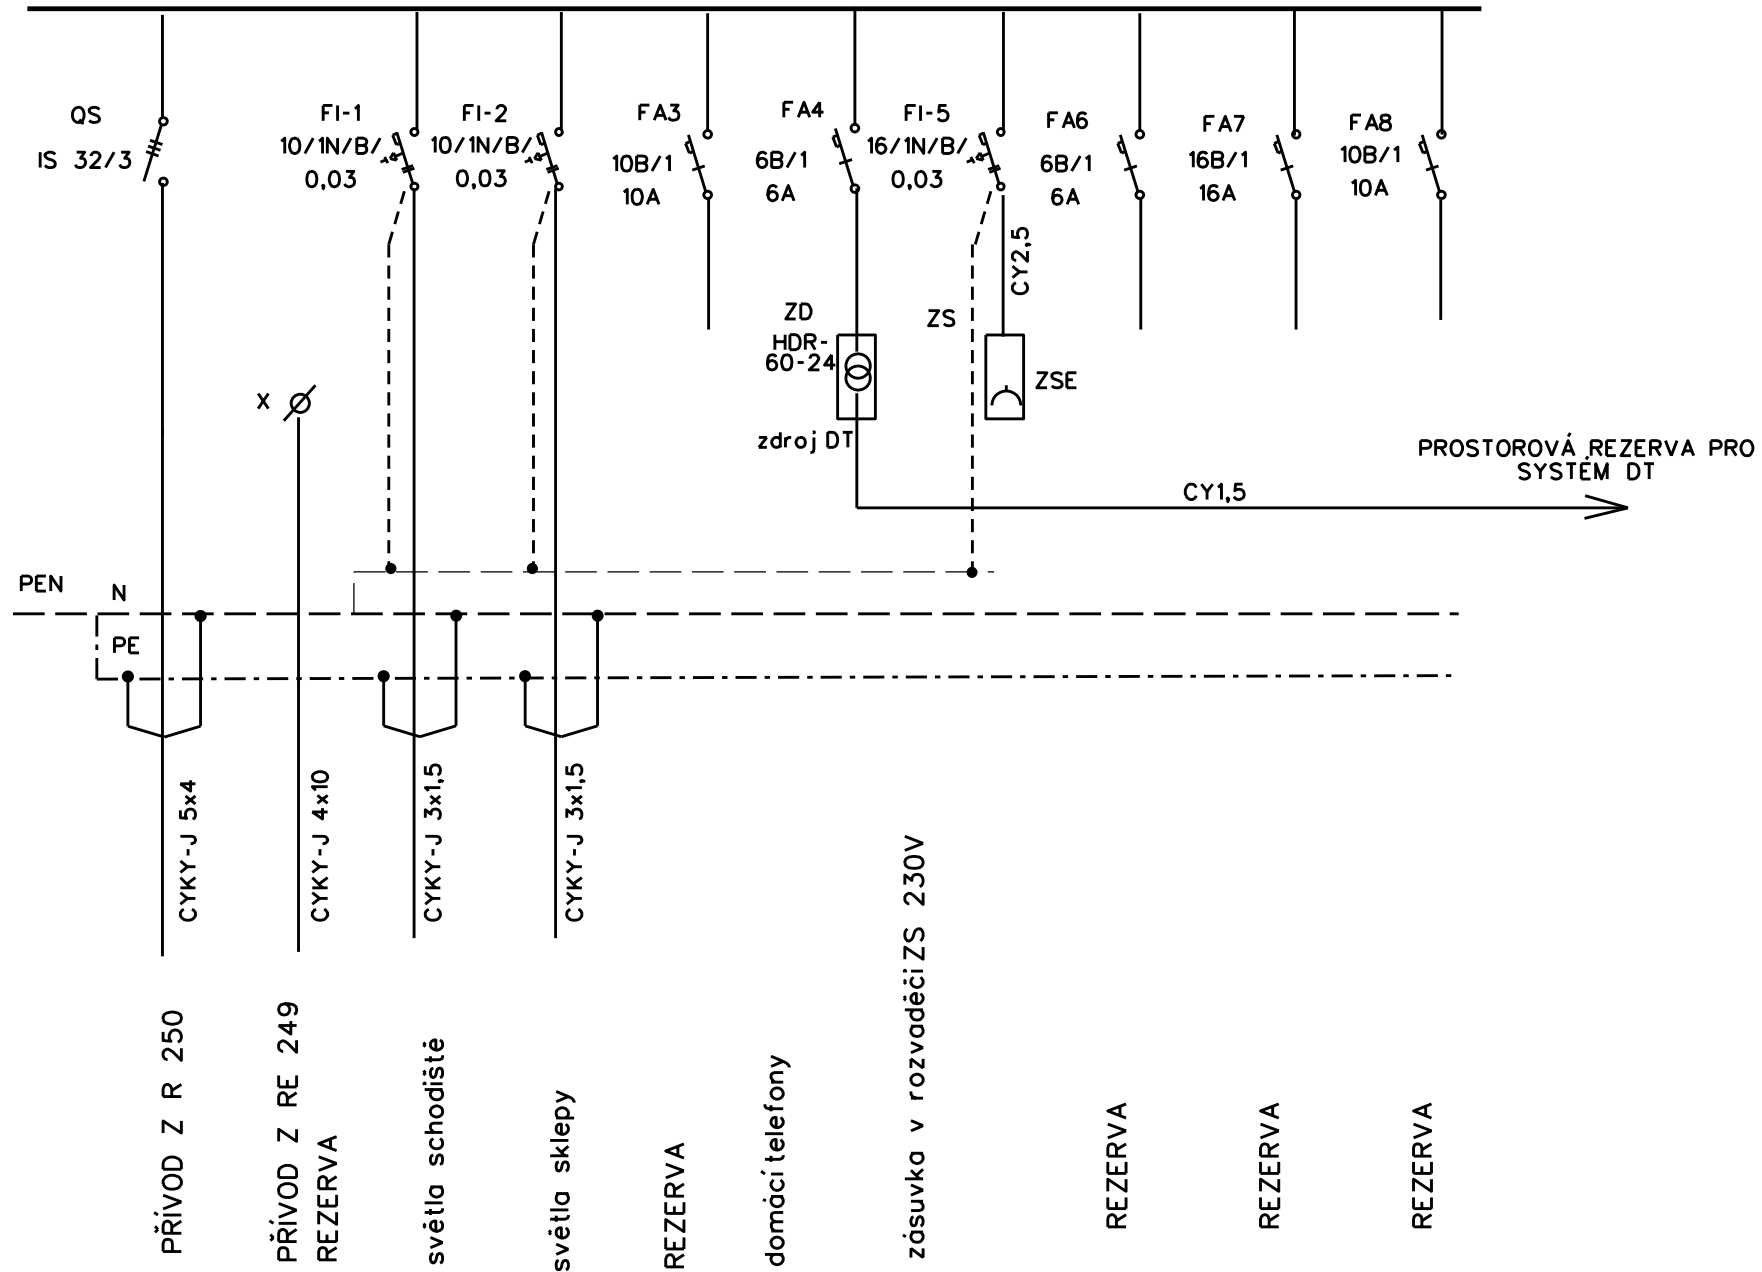 QS
IS 32/3
FI-1
10/1N/B/
0,03
FI-2
10/1N/B/
0,03
FA3
10B/1
10A
FA4
6B/1
6A
FI-5
16/1N/B/
0,03
FA6
6B/1
6A
FA7
16B/1
16A
FA8
10B/1
10A
CY2,5
ZD
HDR-
60-24
zdroj DT
ZS
ZSE
X
PROSTOROVÁ REZERVA PRO
SYSTÉM DT
CY1,5
PEN
N
PE
CYKY-J 5x4
CYKY-J 4x10
CYKY-J 3x1,5
CYKY-J 3x1,5
PŘÍVOD Z R 250
PŘÍVOD Z RE 249
REZERVA
světla schodiště
světla sklepy
REZERVA
domácí telefony
zásuvka v rozvaděči ZS 230V
REZERVA
REZERVA
REZERVA